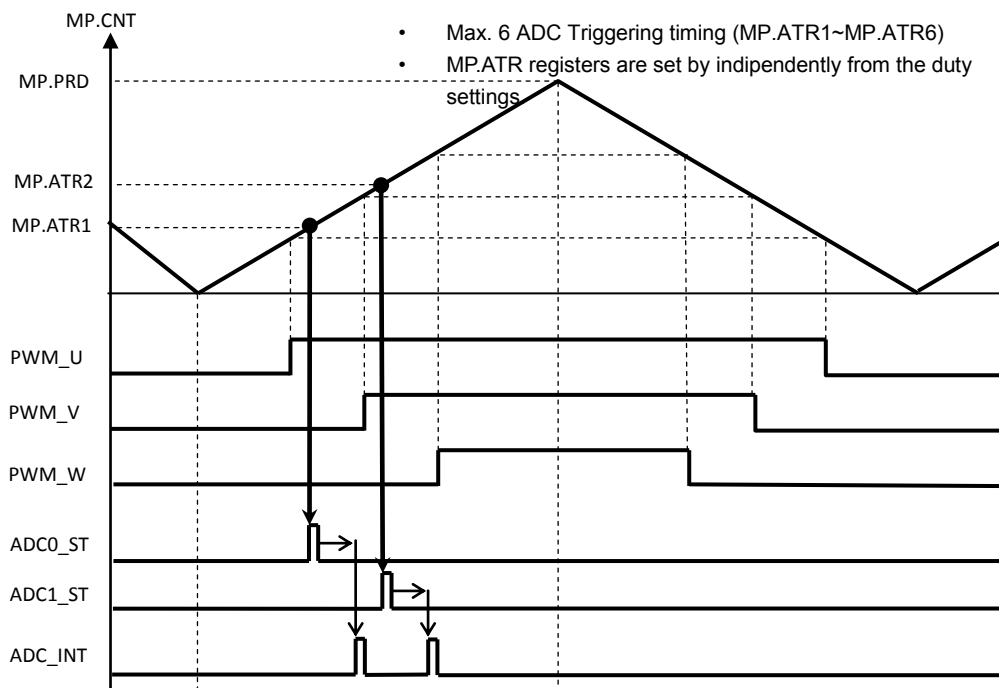 MP.CNT
• Max. 6 ADC Triggering timing (MP.ATR1~MP.ATR6)
• MP.ATR registers are set by indipendently from the duty
settings
MP.PRD
MP.ATR2
MP.ATR1
PWM_U
PWM_V
PWM_W
ADC0_ST
ADC1_ST
ADC_INT